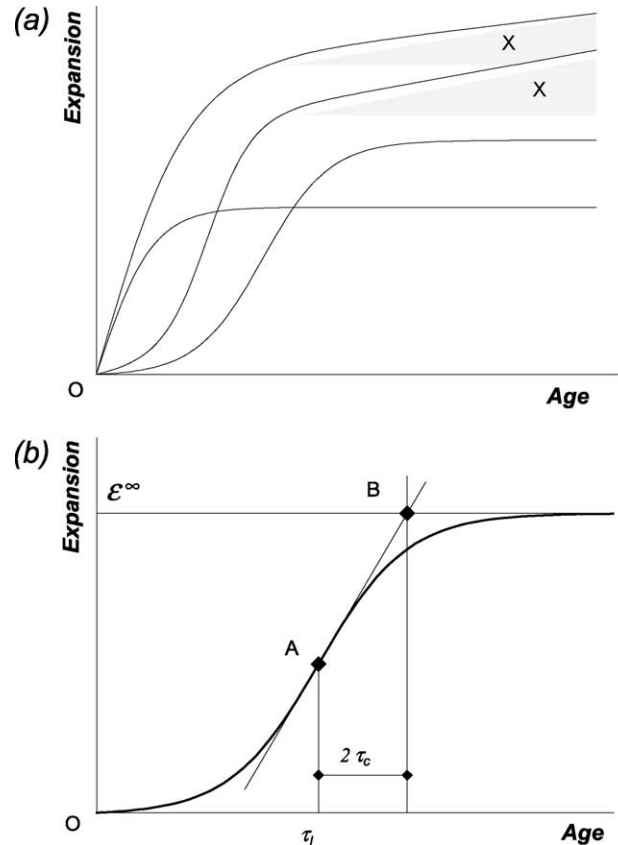 (a)
Expansion
X
X
O
Age
(b)
Expansion
ε∞
B
A
2 τc
O
τl
Age